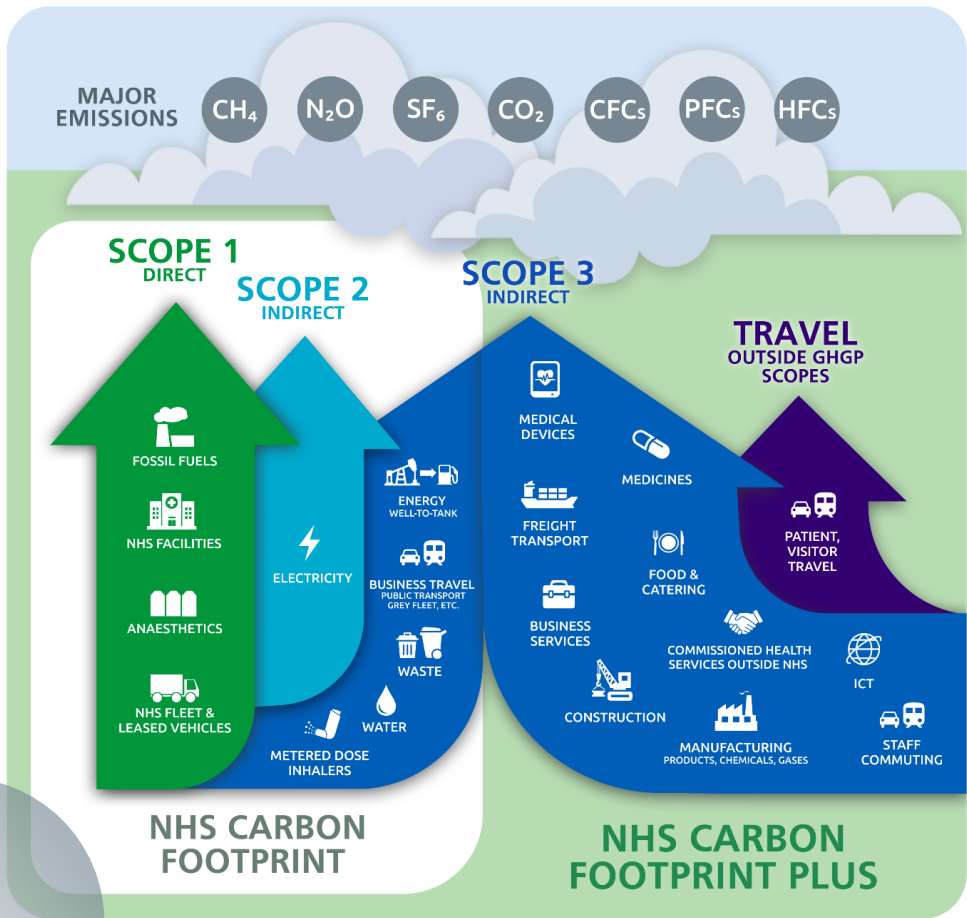 MAJOR
EMISSIONS
CH₄
N₂O
SF₆
CO₂
CFCs
PFCs
HFCs
SCOPE 1
DIRECT
FOSSIL FUELS
NHS FACILITIES
ANAESTHETICS
NHS FLEET &
LEASED VEHICLES
SCOPE 2
INDIRECT
ELECTRICITY
SCOPE 3
INDIRECT
ENERGY
WELL-TO-TANK
BUSINESS TRAVEL
PUBLIC TRANSPORT
GREY FLEET, ETC.
WASTE
WATER
METERED DOSE
INHALERS
MEDICAL
DEVICES
MEDICINES
FREIGHT
TRANSPORT
FOOD &
CATERING
BUSINESS
SERVICES
COMMISSIONED HEALTH
SERVICES OUTSIDE NHS
ICT
CONSTRUCTION
MANUFACTURING
PRODUCTS, CHEMICALS, GASES
STAFF
COMMUTING
TRAVEL
OUTSIDE GHGP
SCOPES
PATIENT,
VISITOR
TRAVEL
NHS CARBON
FOOTPRINT
NHS CARBON
FOOTPRINT PLUS